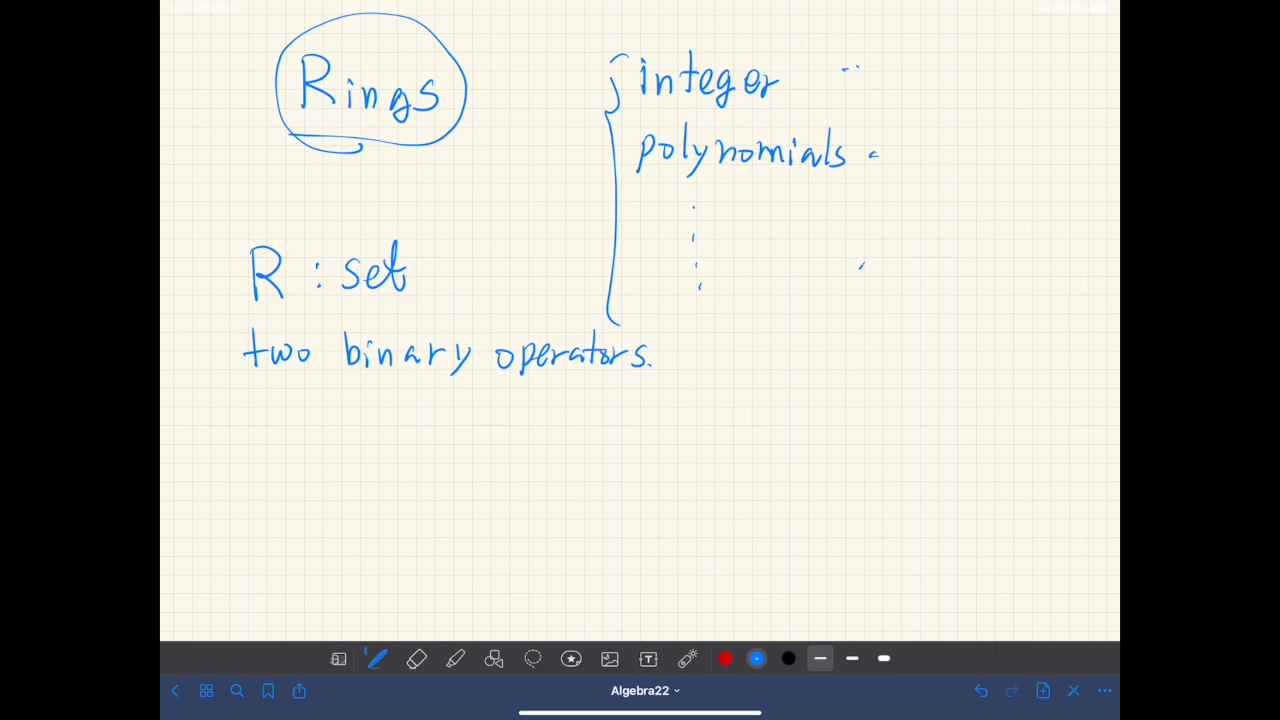 Rings
integer
polynomials
R : set
two binary operators.
Algebra22